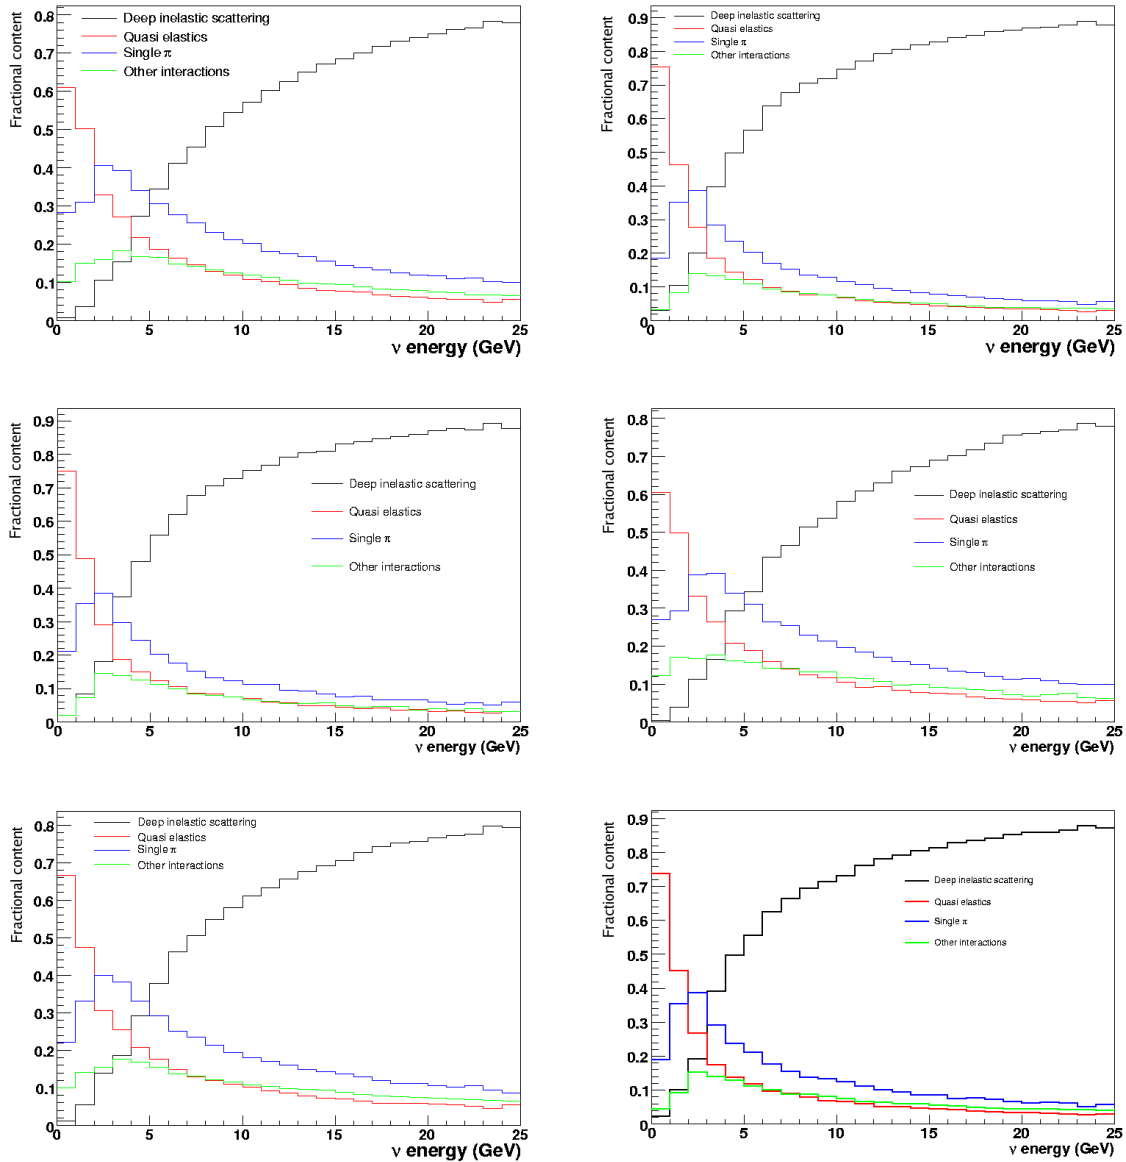 Fractional content
0.8
0.7
0.6
0.5
0.4
0.3
0.2
0.1
0
Deep inelastic scattering
Quasi elastics
Single π
Other interactions
0 5 10 15 20 25
ν energy (GeV)
Fractional content
0.9
0.8
0.7
0.6
0.5
0.4
0.3
0.2
0.1
0
Deep inelastic scattering
Quasi elastics
Single π
Other interactions
0 5 10 15 20 25
ν energy (GeV)
Fractional content
0.9
0.8
0.7
0.6
0.5
0.4
0.3
0.2
0.1
0
Deep inelastic scattering
Quasi elastics
Single π
Other interactions
0 5 10 15 20 25
ν energy (GeV)
Fractional content
0.8
0.7
0.6
0.5
0.4
0.3
0.2
0.1
0
Deep inelastic scattering
Quasi elastics
Single π
Other interactions
0 5 10 15 20 25
ν energy (GeV)
Fractional content
0.8
0.7
0.6
0.5
0.4
0.3
0.2
0.1
0
Deep inelastic scattering
Quasi elastics
Single π
Other interactions
0 5 10 15 20 25
ν energy (GeV)
Fractional content
0.9
0.8
0.7
0.6
0.5
0.4
0.3
0.2
0.1
0
Deep inelastic scattering
Quasi elastics
Single π
Other interactions
0 5 10 15 20 25
ν energy (GeV)